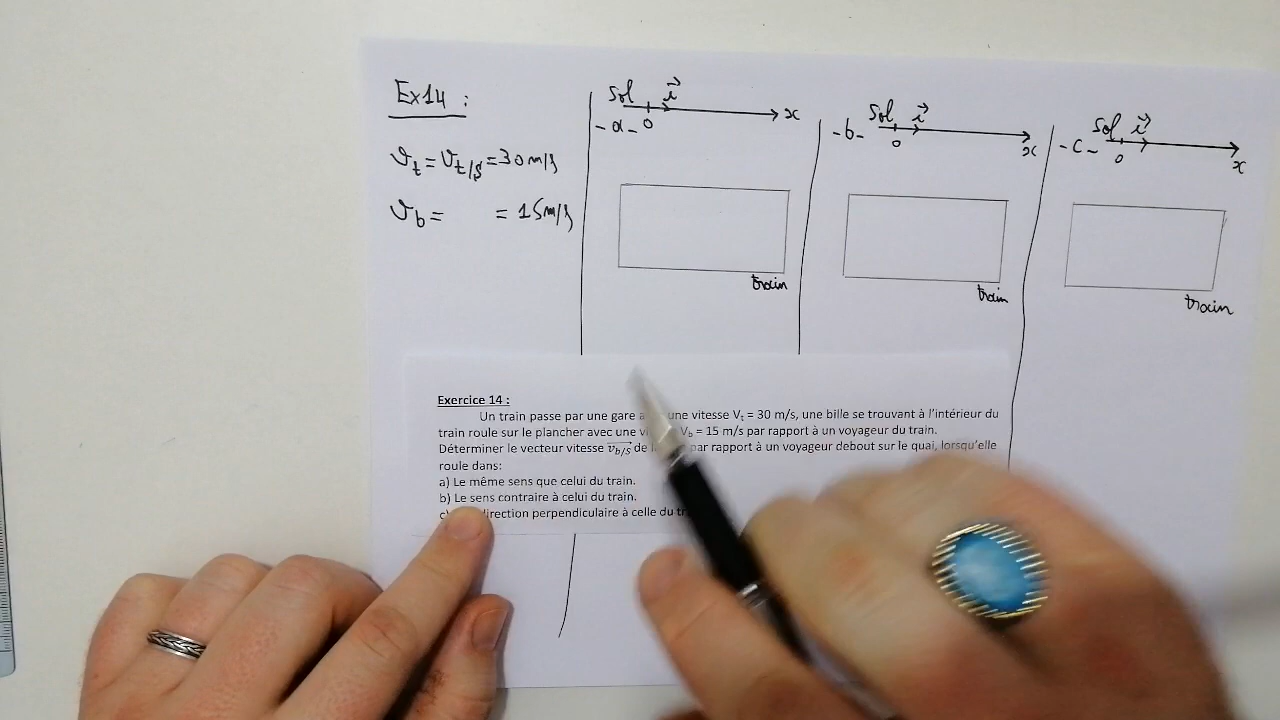 Ex14 :
𝒱t = Vt/S = 30 m/s
𝒱b = = 15 m/s
sol i⃗
-a- 0 x
train
sol i⃗
-b- 0 x
train
sol i⃗
-c- 0 x
train
Exercice 14 :
Un train passe par une gare une vitesse Vt = 30 m/s, une bille se trouvant à l'intérieur du
train roule sur le plancher avec une Vb = 15 m/s par rapport à un voyageur du train.
Déterminer le vecteur vitesse v⃗b/S de par rapport à un voyageur debout sur le quai, lorsqu'elle
roule dans:
a) Le même sens que celui du train.
b) Le sens contraire à celui du train.
direction perpendiculaire à celle du